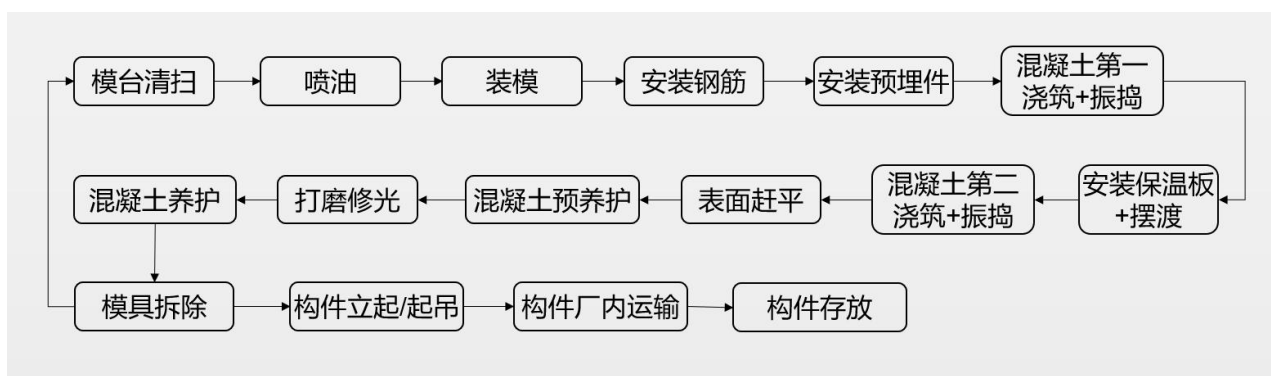 模台清扫
喷油
装模
安装钢筋
安装预埋件
混凝土第一
浇筑+振捣
安装保温板
+摆渡
混凝土第二
浇筑+振捣
表面赶平
混凝土预养护
打磨修光
混凝土养护
模具拆除
构件立起/起吊
构件厂内运输
构件存放